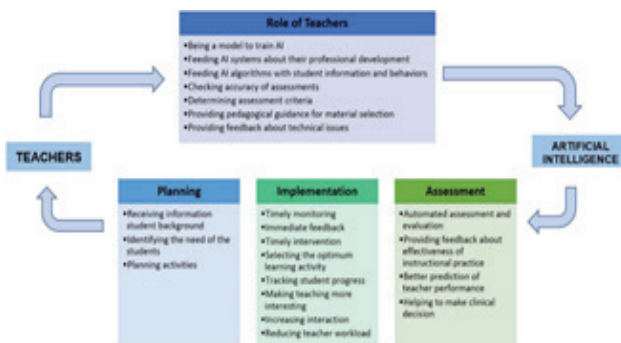 Role of Teachers
•Being a model to train AI
•Feeding AI systems about their professional development
•Feeding AI algorithms with student information and behaviors
•Checking accuracy of assessments
•Determining assessment criteria
•Providing pedagogical guidance for material selection
•Providing feedback about technical issues
TEACHERS
ARTIFICIAL
INTELLIGENCE
Planning
•Receiving information
student background
•Identifying the need of the
students
•Planning activities
Implementation
•Timely monitoring
•Immediate feedback
•Timely intervention
•Selecting the optimum
learning activity
•Tracking student progress
•Making teaching more
interesting
•Increasing interaction
•Reducing teacher workload
Assessment
•Automated assessment and
evaluation
•Providing feedback about
effectiveness of
instructional practice
•Better prediction of
teacher performance
•Helping to make clinical
decision